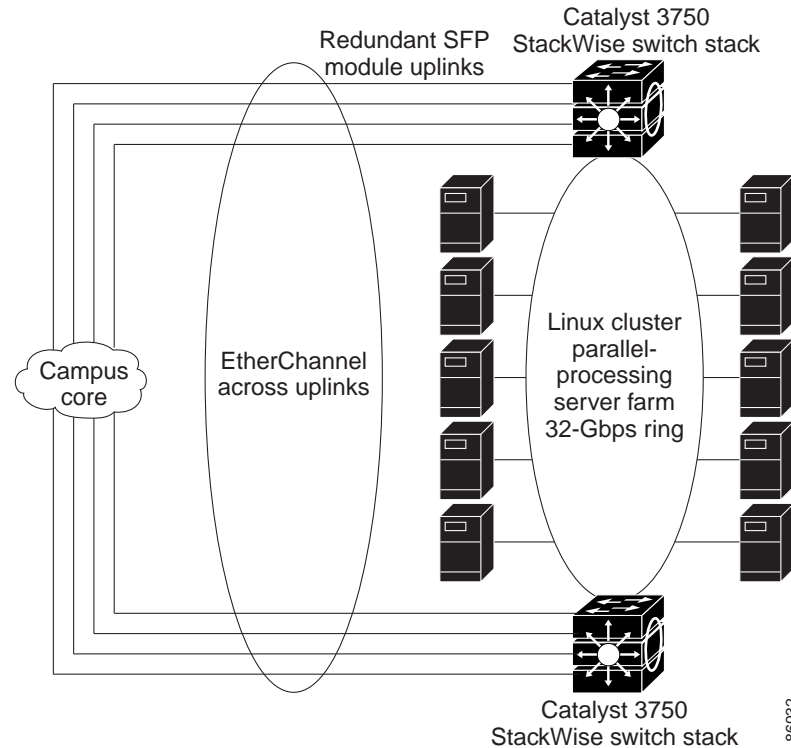 Catalyst 3750
StackWise switch stack
Redundant SFP
module uplinks
Campus
core
EtherChannel
across uplinks
Linux cluster
parallel-
processing
server farm
32-Gbps ring
Catalyst 3750
StackWise switch stack
86932